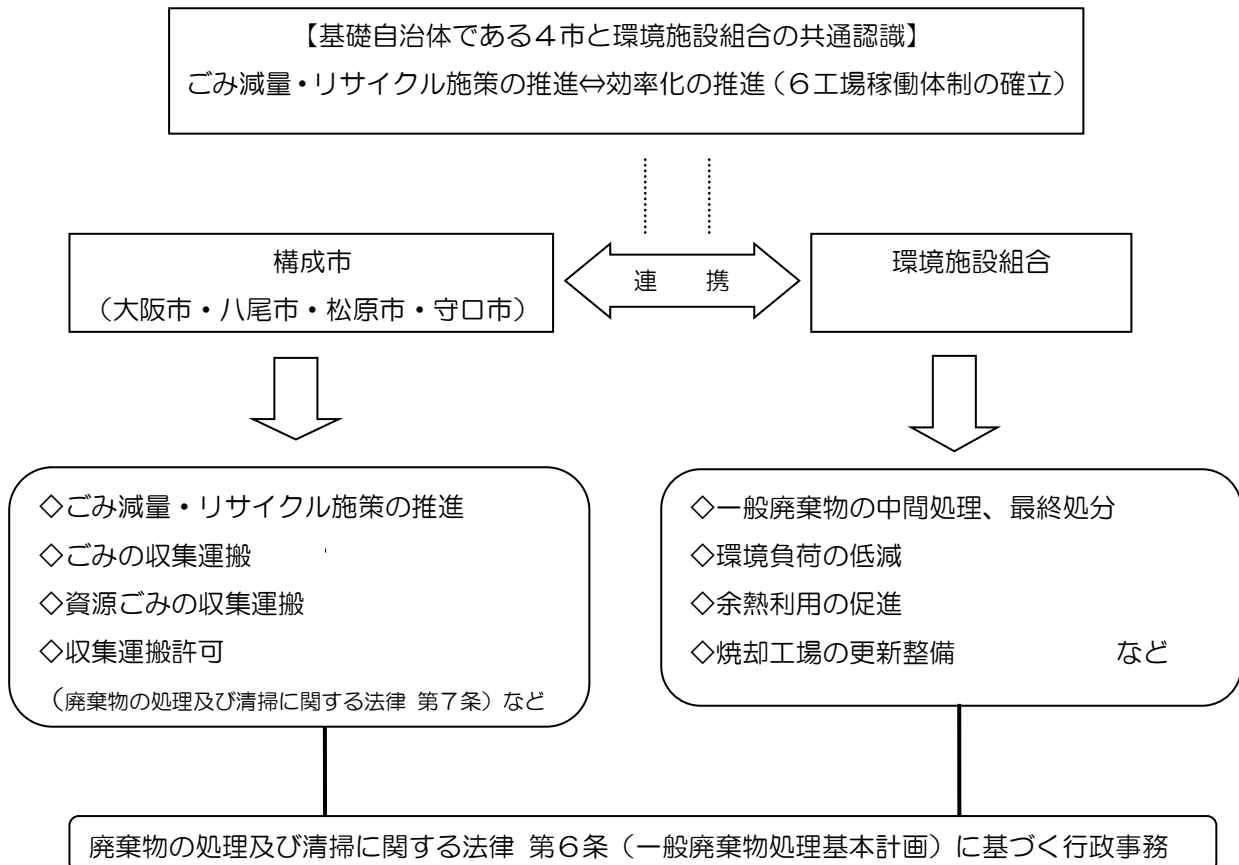 【基礎自治体である4市と環境施設組合の共通認識】
ごみ減量・リサイクル施策の推進⇔効率化の推進（6工場稼働体制の確立）
構成市
（大阪市・八尾市・松原市・守口市）
連　携
環境施設組合
◇ごみ減量・リサイクル施策の推進
◇ごみの収集運搬
◇資源ごみの収集運搬
◇収集運搬許可
（廃棄物の処理及び清掃に関する法律 第7条）など
◇一般廃棄物の中間処理、最終処分
◇環境負荷の低減
◇余熱利用の促進
◇焼却工場の更新整備　　　　　など
廃棄物の処理及び清掃に関する法律 第6条（一般廃棄物処理基本計画）に基づく行政事務